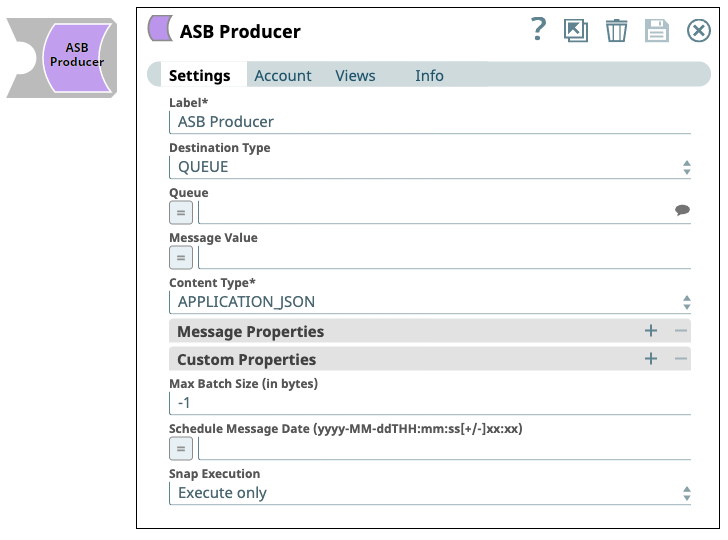 ASB
Producer
ASB Producer
?
Settings Account Views Info
Label*
ASB Producer
Destination Type
QUEUE
Queue
=
Message Value
=
Content Type*
APPLICATION_JSON
Message Properties + −
Custom Properties + −
Max Batch Size (in bytes)
-1
Schedule Message Date (yyyy-MM-ddTHH:mm:ss[+/-]xx:xx)
=
Snap Execution
Execute only